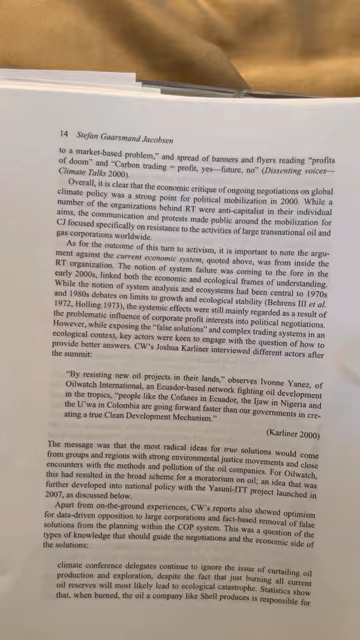 14 Stefan Gaarsmand Jacobsen
to a market-based problem,” and spread of banners and flyers reading “profits
of doom” and “Carbon trading = profit, yes—future, no” (Dissenting voices—
Climate Talks 2000).
Overall, it is clear that the economic critique of ongoing negotiations on global
climate policy was a strong point for political mobilization in 2000. While a
number of the organizations behind RT were anti-capitalist in their individual
aims, the communication and protests made public around the mobilization for
CJ focused specifically on resistance to the activities of large transnational oil and
gas corporations worldwide.
As for the outcome of this turn to activism, it is important to note the argu-
ment against the current economic system, quoted above, was from inside the
RT organization. The notion of system failure was coming to the fore in the
early 2000s, linked both the economic and ecological frames of understanding.
While the notion of system analysis and ecosystems had been central to 1970s
and 1980s debates on limits to growth and ecological stability (Behrens III et al.
1972, Holling 1973), the systemic effects were still mainly regarded as a result of
the problematic influence of corporate profit interests into political negotiations.
However, while exposing the “false solutions” and complex trading systems in an
ecological context, key actors were keen to engage with the question of how to
provide better answers. CW’s Joshua Karliner interviewed different actors after
the summit:
“By resisting new oil projects in their lands,” observes Ivonne Yanez, of
Oilwatch International, an Ecuador-based network fighting oil development
in the tropics, “people like the Cofanes in Ecuador, the Ijaw in Nigeria and
the U’wa in Colombia are going forward faster than our governments in cre-
ating a true Clean Development Mechanism.”
(Karliner 2000)
The message was that the most radical ideas for true solutions would come
from groups and regions with strong environmental justice movements and close
encounters with the methods and pollution of the oil companies. For Oilwatch,
this had resulted in the broad scheme for a moratorium on oil; an idea that was
further developed into national policy with the Yasuní-ITT project launched in
2007, as discussed below.
Apart from on-the-ground experiences, CW’s reports also showed optimism
for data-driven opposition to large corporations and fact-based removal of false
solutions from the planning within the COP system. This was a question of the
types of knowledge that should guide the negotiations and the economic side of
the solutions:
climate conference delegates continue to ignore the issue of curtailing oil
production and exploration, despite the fact that just burning all current
oil reserves will most likely lead to ecological catastrophe. Statistics show
that, when burned, the oil a company like Shell produces is responsible for